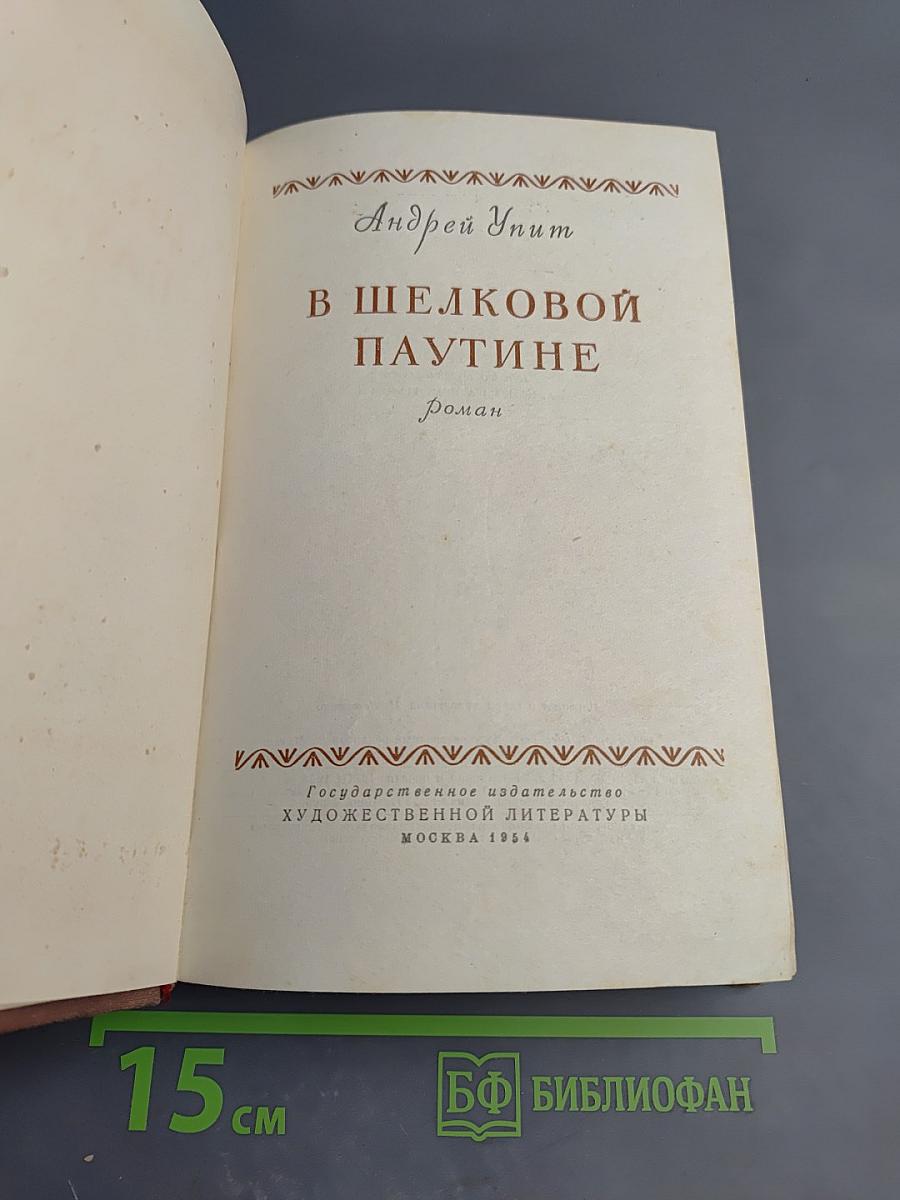 Андрей Упит
В ШЕЛКОВОЙ
ПАУТИНЕ
роман
Государственное издательство
ХУДОЖЕСТВЕННОЙ ЛИТЕРАТУРЫ
МОСКВА 1954
15 см
БФ БИБЛИОФАН